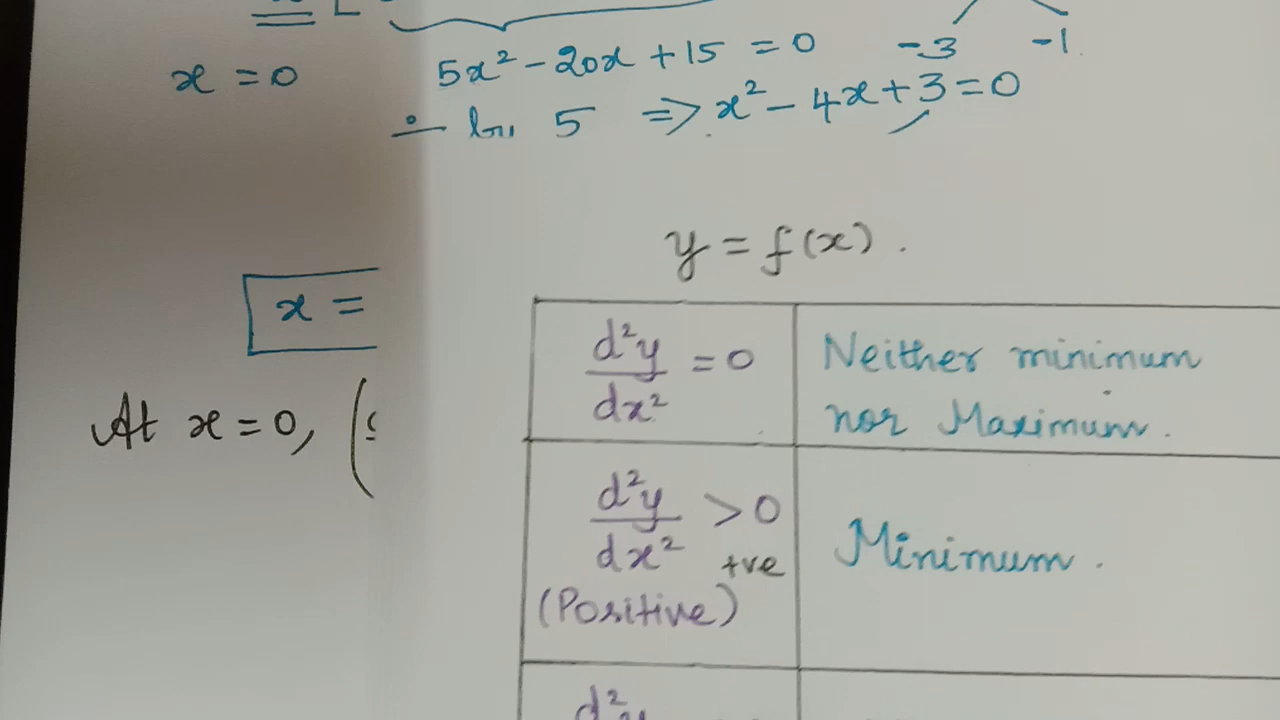 5x² - 20x + 15 = 0
-3 -1
x = 0
÷ by 5 ⇒ x² - 4x + 3 = 0
y = f(x).
x =
d²y/dx² = 0 Neither minimum
nor Maximum.
At x = 0, (
d²y/dx² > 0 Minimum.
+ve
(Positive)
d²y